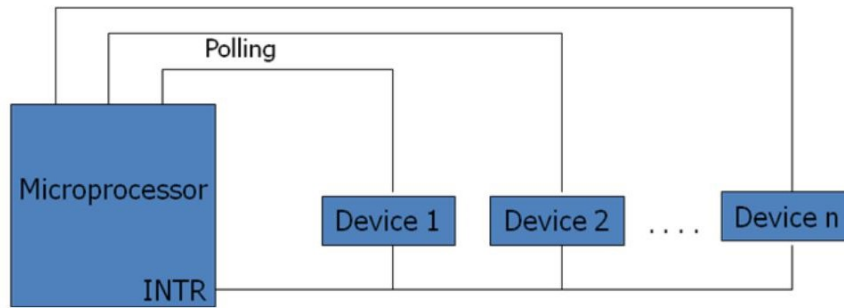 Polling
Microprocessor
Device 1
Device 2
. . . .
Device n
INTR